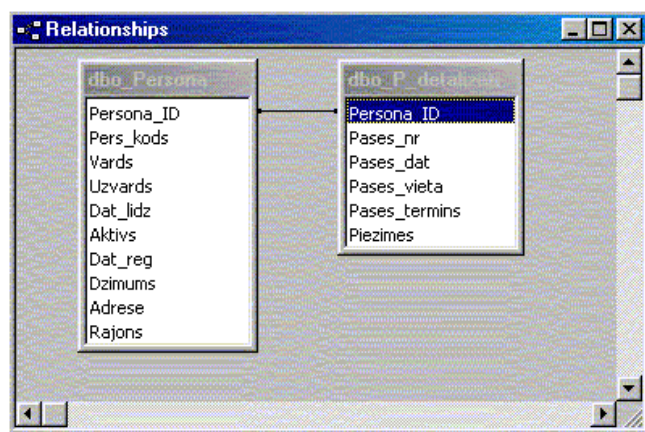 Relationships
dbo_Persona
Persona_ID
Pers_kods
Vards
Uzvards
Dat_lidz
Aktivs
Dat_reg
Dzimums
Adrese
Rajons
Persona_ID
Pases_nr
Pases_dat
Pases_vieta
Pases_termins
Piezimes